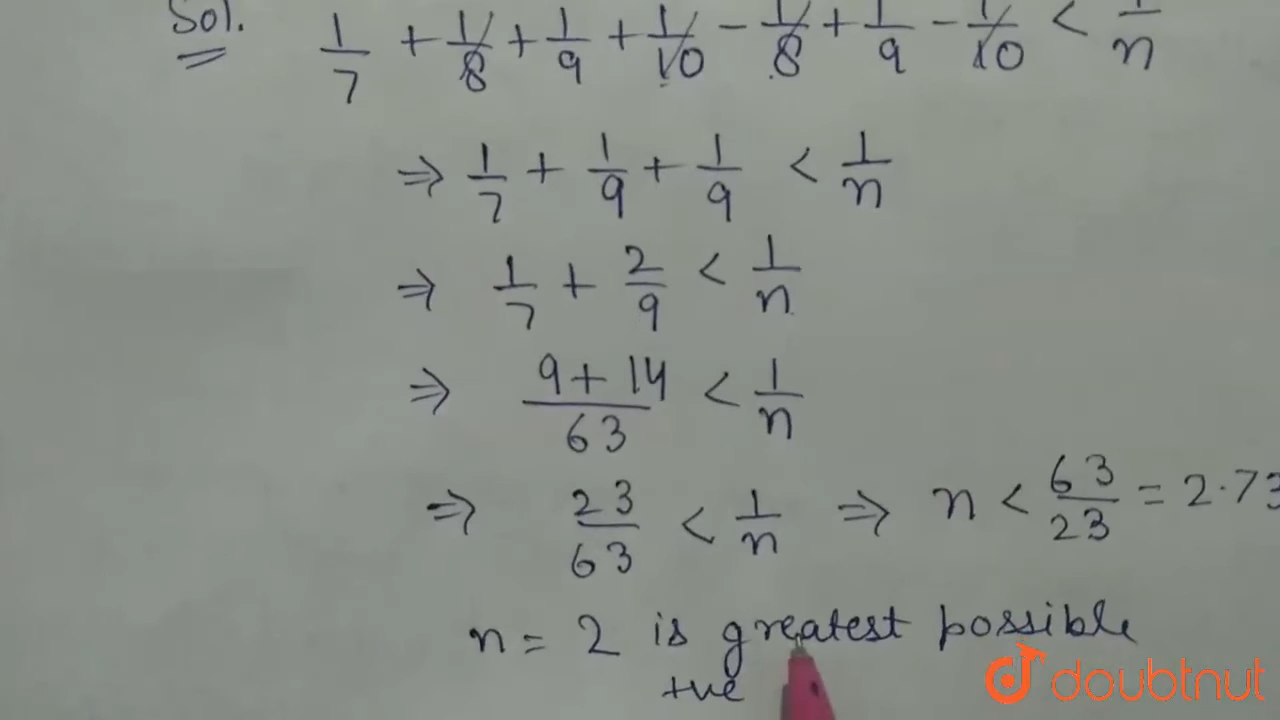 Sol. 1/7 + 1/8 + 1/9 + 1/10 - 1/8 + 1/9 - 1/10 < 1/n
⇒ 1/7 + 1/9 + 1/9 < 1/n
⇒ 1/7 + 2/9 < 1/n
⇒ 9+14/63 < 1/n
⇒ 23/63 < 1/n ⇒ n < 63/23 = 2.73
n = 2 is greatest possible
+ve
doubtnut